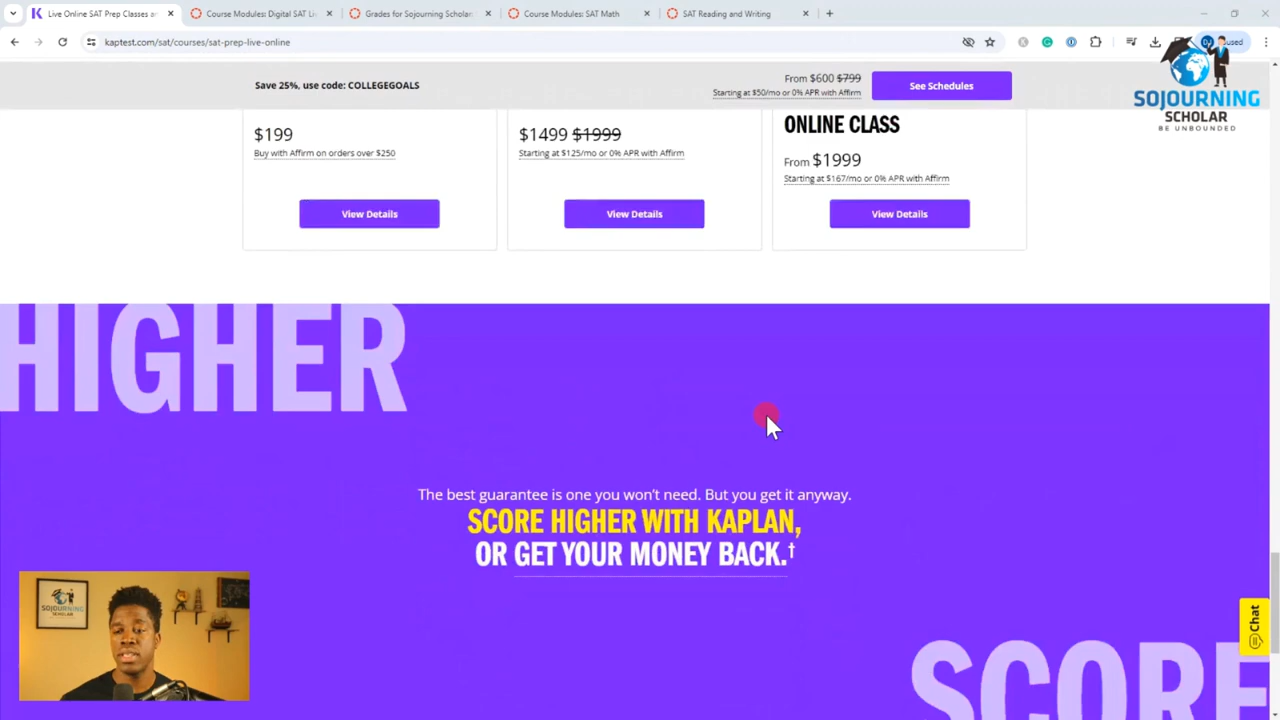 Live Online SAT Prep Classes a
Course Modules: Digital SAT Li
Grades for Sojourning Scholar
Course Modules: SAT Math
SAT Reading and Writing
kaptest.com/sat/courses/sat-prep-live-online
Save 25%, use code: COLLEGEGOALS
From $600 $799
Starting at $50/mo or 0% APR with Affirm
See Schedules
SOJOURNING
SCHOLAR
BE UNBOUNDED
$199
Buy with Affirm on orders over $250
View Details
$1499 $1999
Starting at $125/mo or 0% APR with Affirm
View Details
ONLINE CLASS
From $1999
Starting at $167/mo or 0% APR with Affirm
View Details
HIGHER
The best guarantee is one you won't need. But you get it anyway.
SCORE HIGHER WITH KAPLAN,
OR GET YOUR MONEY BACK.†
Chat
SOJOURNING
SCHOLAR
SCORE